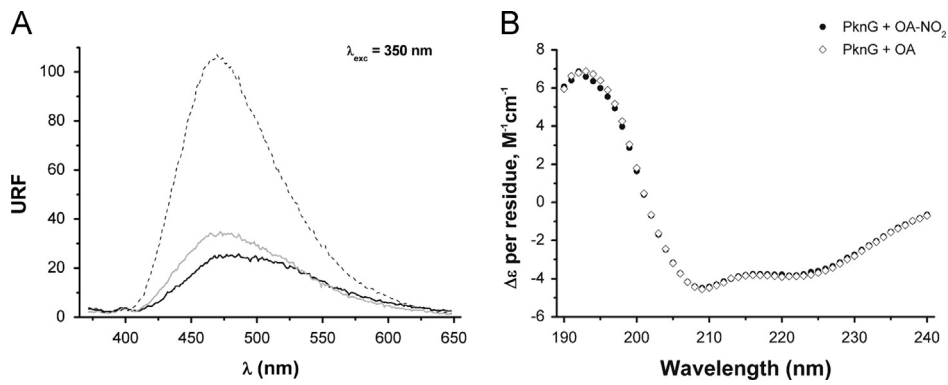 A
λexc = 350 nm
URF
100
80
60
40
20
0
400 450 500 550 600 650
λ (nm)
B
PknG + OA-NO₂
PknG + OA
Δε per residue, M⁻¹cm⁻¹
8
6
4
2
0
-2
-4
-6
190 200 210 220 230 240
Wavelength (nm)